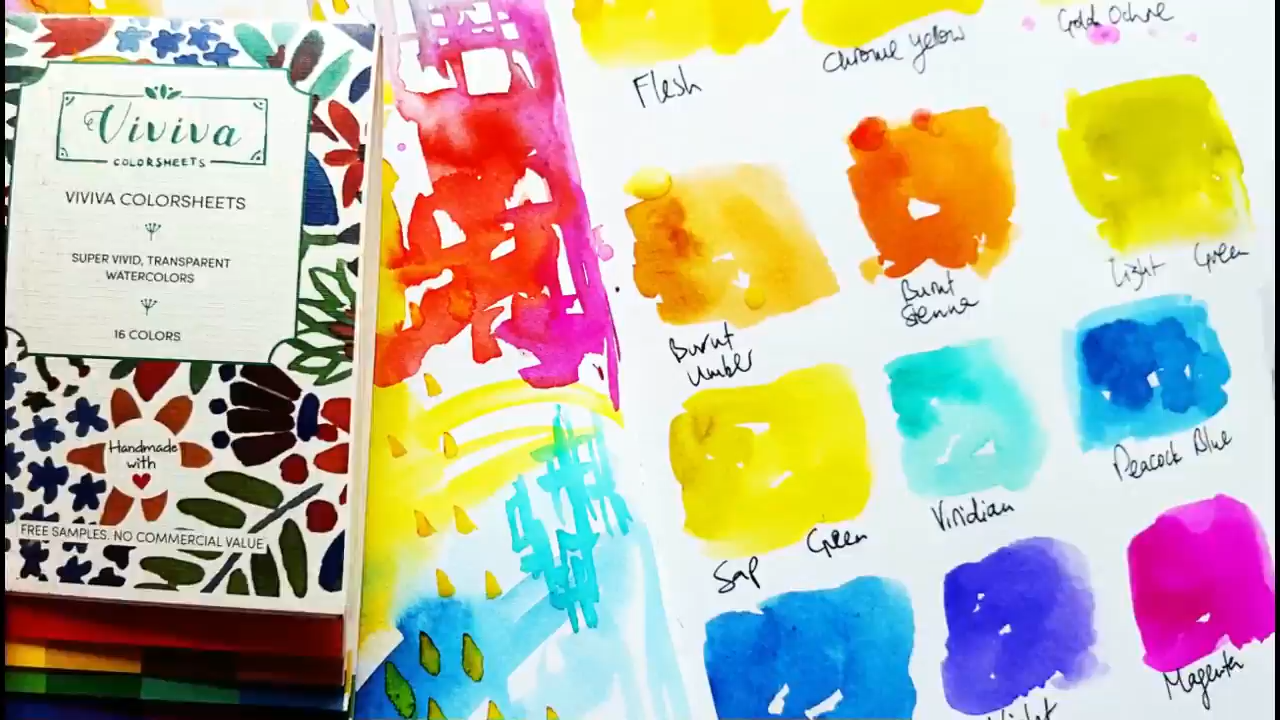 Viviva
COLORSHEETS
VIVIVA COLORSHEETS
SUPER VIVID, TRANSPARENT
WATERCOLORS
16 COLORS
Handmade
with
FREE SAMPLES. NO COMMERCIAL VALUE
Flesh
Chrome Yellow
Gold Ochre
Burnt
Umber
Burnt
Sienna
Light Green
Sap Green
Viridian
Peacock Blue
Violet
Magenta